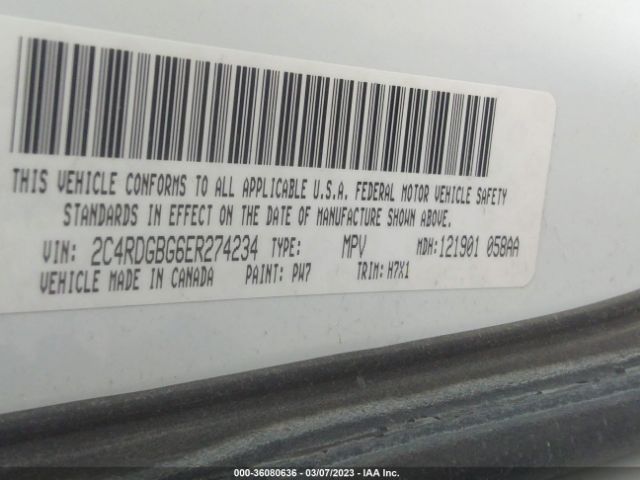 THIS VEHICLE CONFORMS TO ALL APPLICABLE U.S.A. FEDERAL MOTOR VEHICLE SAFETY
STANDARDS IN EFFECT ON THE DATE OF MANUFACTURE SHOWN ABOVE.
VIN: 2C4RDGBG6ER274234 TYPE: MPV MDH:121901 058AA
VEHICLE MADE IN CANADA PAINT: PW7 TRIM: H7X1
000-36080636 - 03/07/2023 - IAA Inc.